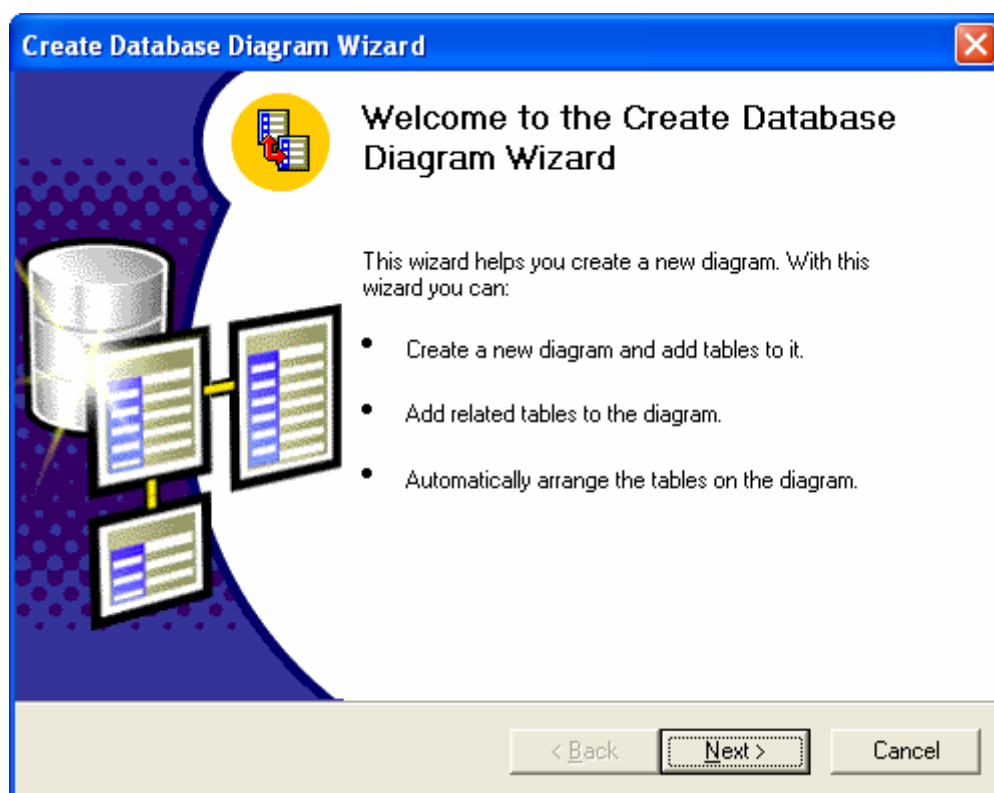 Create Database Diagram Wizard
Welcome to the Create Database
Diagram Wizard
This wizard helps you create a new diagram. With this
wizard you can:
• Create a new diagram and add tables to it.
• Add related tables to the diagram.
• Automatically arrange the tables on the diagram.
< Back Next > Cancel